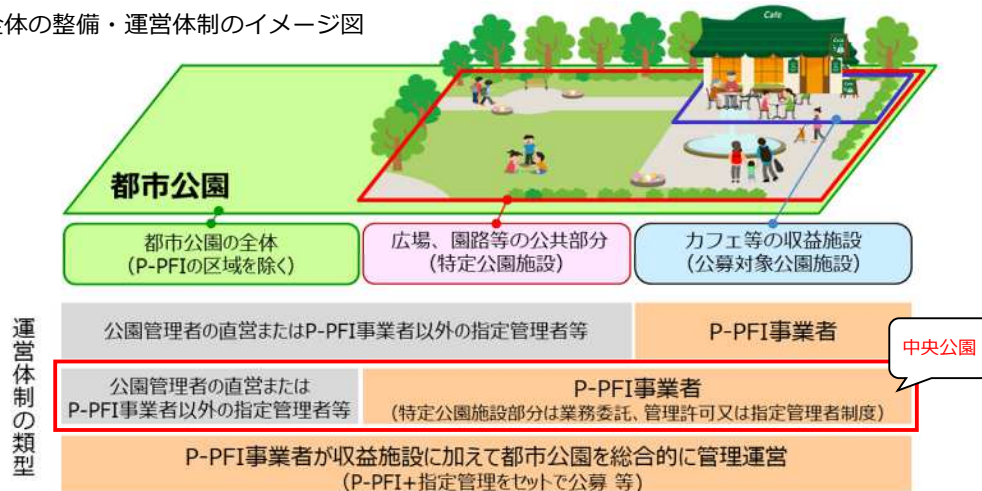 全体の整備・運営体制のイメージ図
Cafe
都市公園
都市公園の全体
(P-PFIの区域を除く)
広場、園路等の公共部分
(特定公園施設)
カフェ等の収益施設
(公募対象公園施設)
運営体制の類型
公園管理者の直営またはP-PFI事業者以外の指定管理者等
P-PFI事業者
中央公園
公園管理者の直営または
P-PFI事業者以外の指定管理者等
P-PFI事業者
(特定公園施設部分は業務委託、管理許可又は指定管理者制度)
P-PFI事業者が収益施設に加えて都市公園を総合的に管理運営
(P-PFI+指定管理をセットで公募 等)